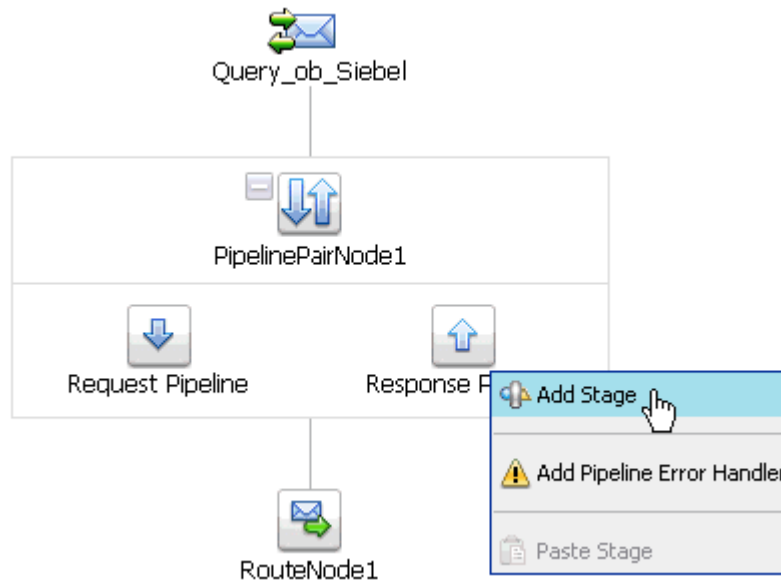 Query_ob_Siebel
PipelinePairNode1
Request Pipeline
Response P
Add Stage
Add Pipeline Error Handler
Paste Stage
RouteNode1